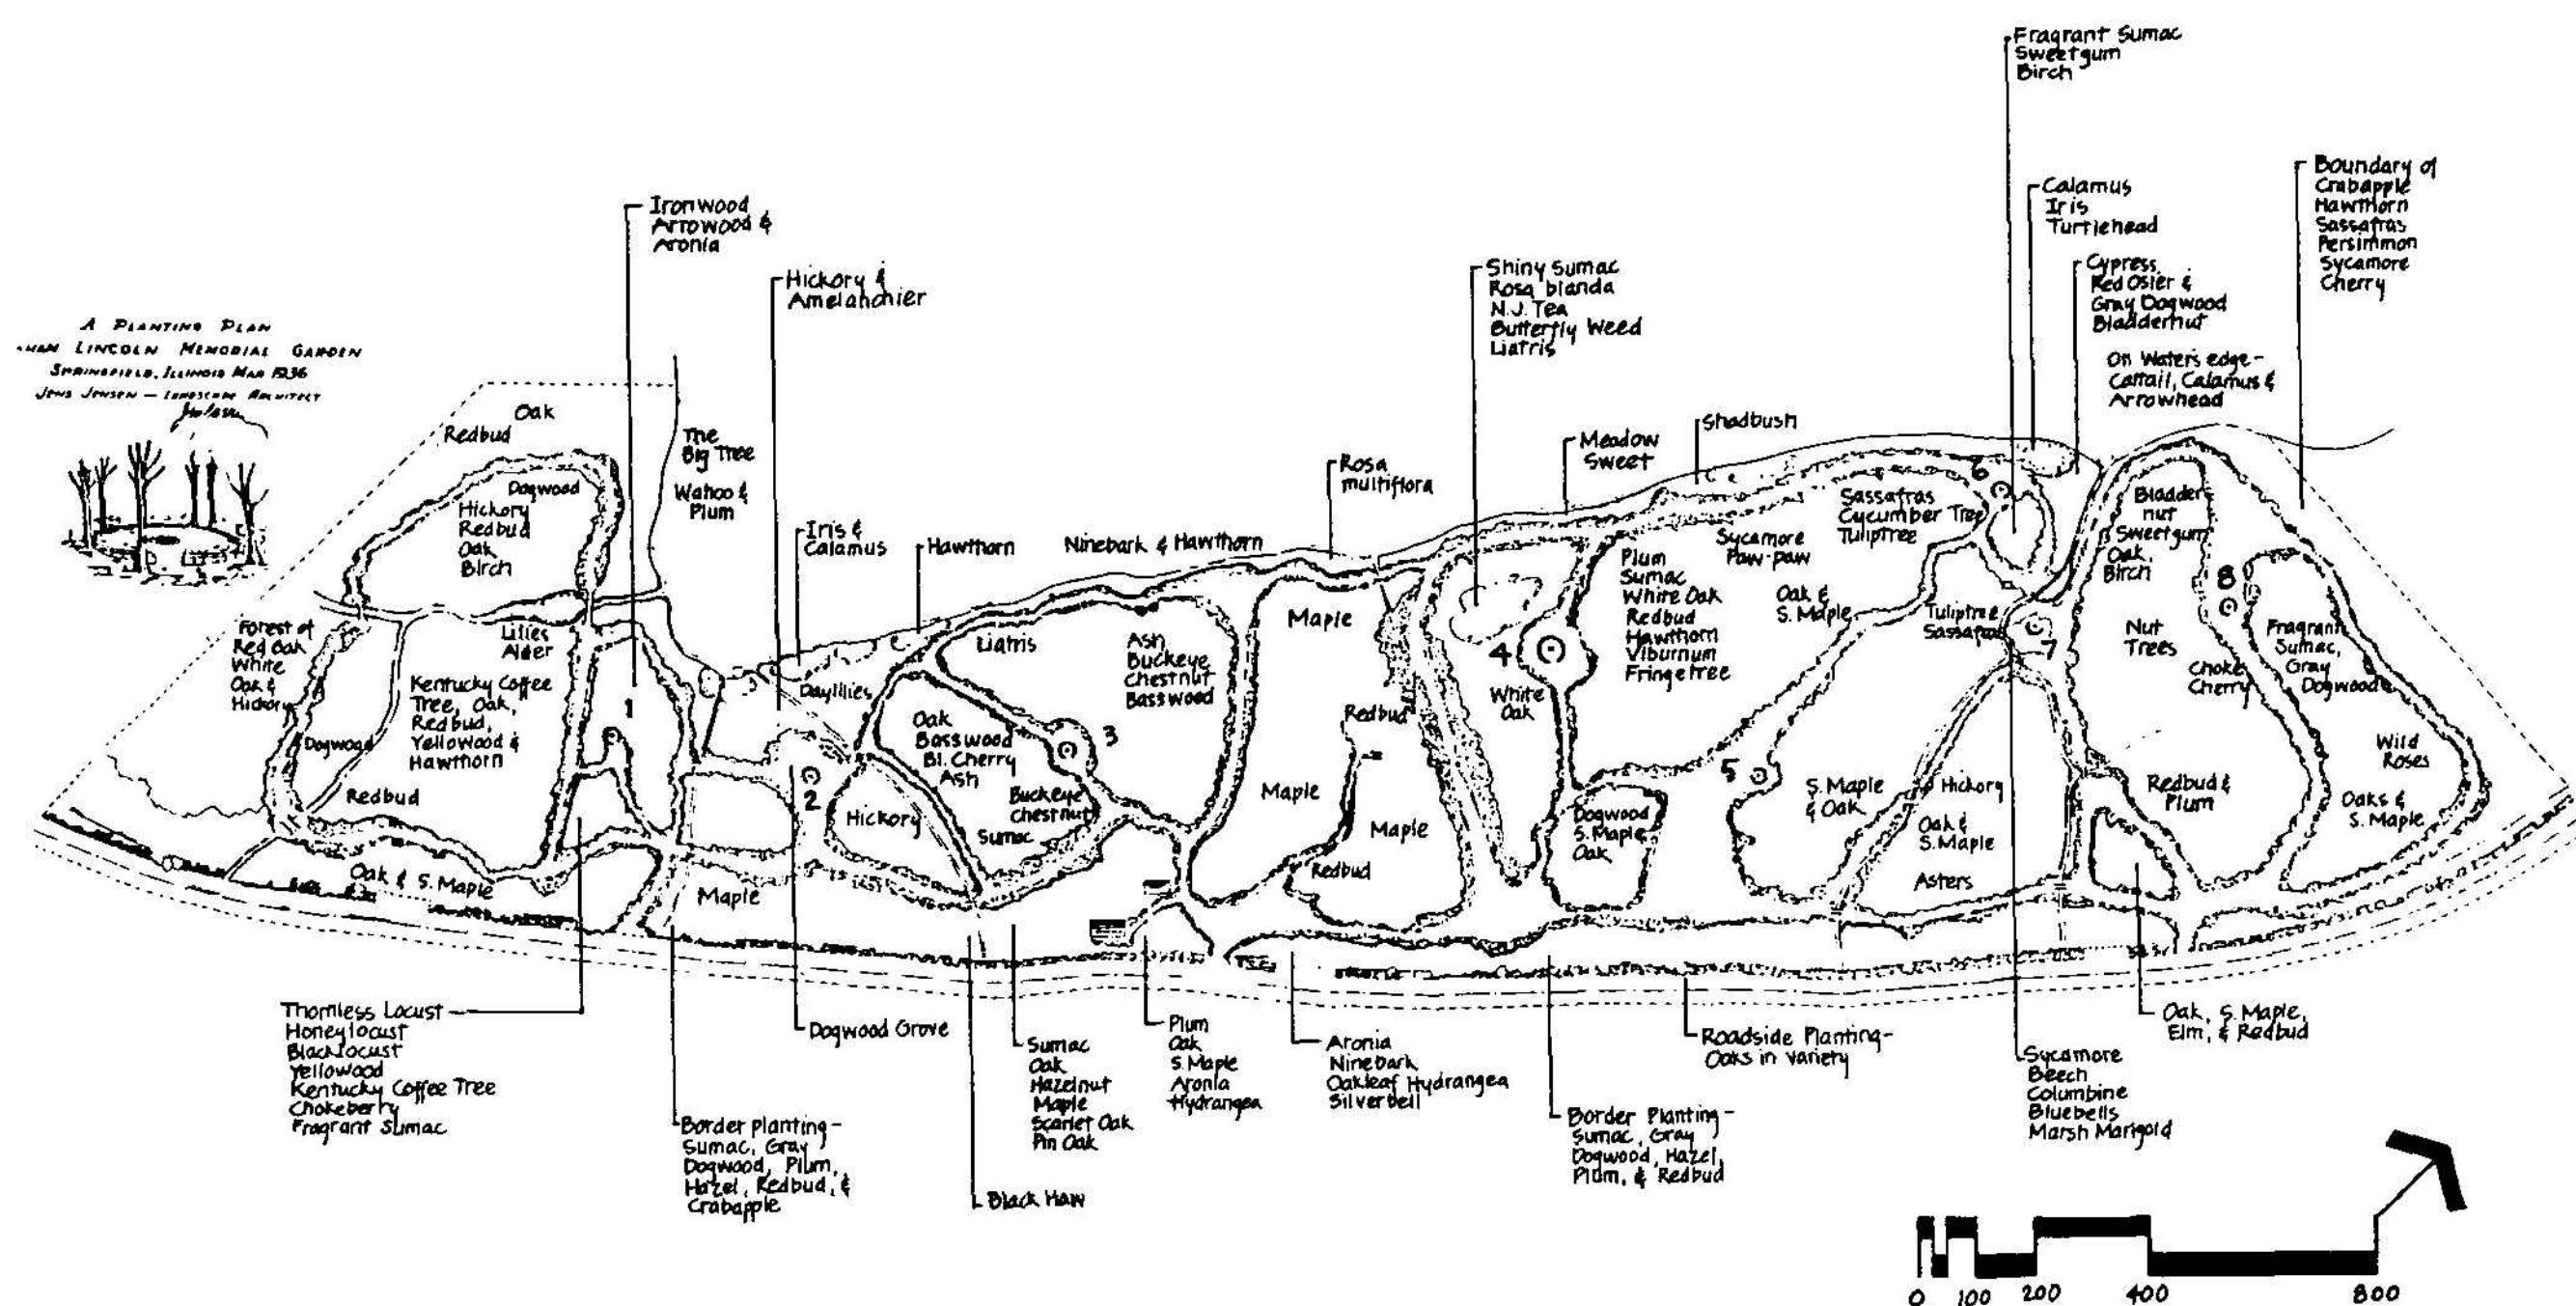 A PLANTING PLAN
LINCOLN MEMORIAL GARDEN
SPRINGFIELD, ILLINOIS MAR 1936
JENS JENSEN — LANDSCAPE ARCHITECT
Ironwood
Arrowood &
Aronia
Hickory &
Amelanchier
Shiny Sumac
Rosa blanda
N.J. Tea
Butterfly Weed
Liatris
Fragrant Sumac
Sweetgum
Birch
Calamus
Iris
Turtlehead
Cypress
Red Osier &
Gray Dogwood
Bladdernut
On Waters edge-
Cattail, Calamus &
Arrowhead
Boundary of
Crabapple
Hawthorn
Sassafras
Persimmon
Sycamore
Cherry
Oak
Redbud
Dogwood
Hickory
Redbud
Oak
Birch
The
Big Tree
Wahoo &
Plum
Iris &
Calamus
Hawthorn
Ninebark & Hawthorn
Rosa
multiflora
Meadow
Sweet
Shadbush
Forest of
Red Oak
White
Oak &
Hickory
Dogwood
Redbud
Lilies
Alder
Kentucky Coffee
Tree, Oak,
Redbud,
Yellowood &
Hawthorn
Oak & S. Maple
1
Daylilies
2
Hickory
Maple
Liatris
Ash
Buckeye
Chestnut
Basswood
Oak
Basswood
Bl. Cherry
Ash
3
Buckeye
Chestnut
Sumac
Maple
Maple
Redbud
Maple
Redbud
4
White
Oak
Plum
Sumac
White Oak
Redbud
Hawthorn
Viburnum
Fringetree
Sycamore
Paw-paw
Sassafras
Cucumber Tree
Tuliptree
6
Oak &
S. Maple
Tuliptree
Sassafras
7
Dogwood
S. Maple
Oak
5
S. Maple
& Oak
Hickory
Oak &
S. Maple
Asters
Bladder
nut
Sweetgum
Oak
Birch
Nut
Trees
8
Choke
Cherry
Fragrant
Sumac,
Gray
Dogwood
Redbud &
Plum
Wild
Roses
Oaks &
S. Maple
Thornless Locust
Honeylocust
Blacklocust
Yellowood
Kentucky Coffee Tree
Chokeberry
Fragrant Sumac
Border planting-
Sumac, Gray
Dogwood, Plum,
Hazel, Redbud, &
Crabapple
Dogwood Grove
Black Haw
Sumac
Oak
Hazelnut
Maple
Scarlet Oak
Pin Oak
Plum
Oak
S. Maple
Aronia
Hydrangea
Aronia
Ninebark
Oakleaf Hydrangea
Silverbell
Border Planting-
Sumac, Gray
Dogwood, Hazel,
Plum, & Redbud
Roadside Planting-
Oaks in variety
Sycamore
Beech
Columbine
Bluebells
Marsh Marigold
Oak, S. Maple,
Elm, & Redbud
0 100 200 400 800